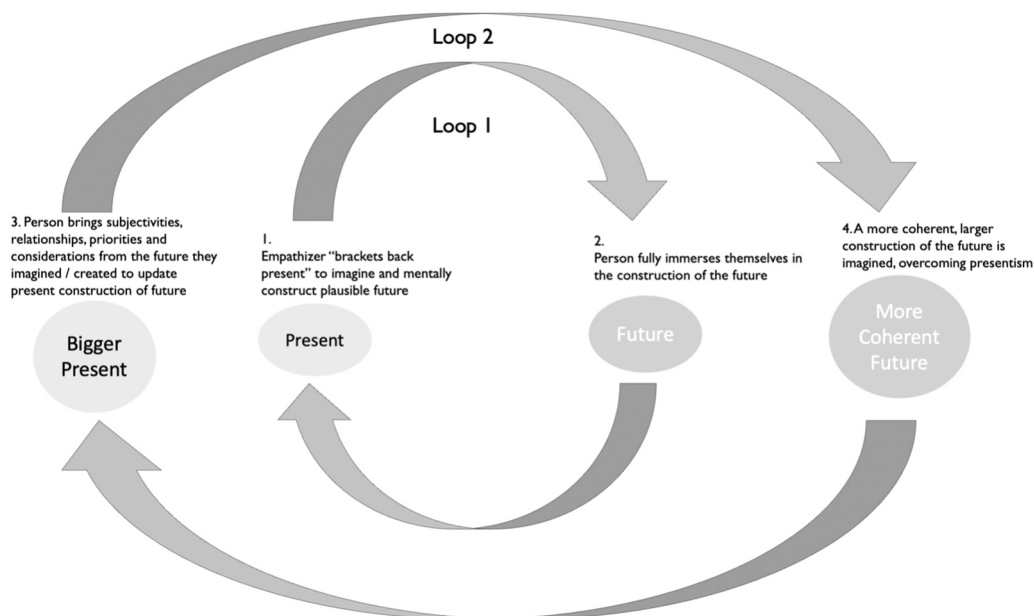 Loop 2
Loop 1
3. Person brings subjectivities,
relationships, priorities and
considerations from the future they
imagined / created to update
present construction of future
1.
Empathizer “brackets back
present” to imagine and mentally
construct plausible future
2.
Person fully immerses themselves in
the construction of the future
4. A more coherent, larger
construction of the future is
imagined, overcoming presentism
Bigger
Present
Present
Future
More
Coherent
Future